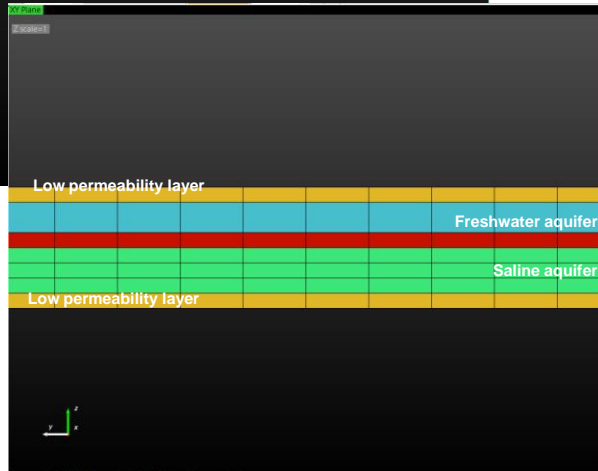 XY Plane
Z scale=1
Low permeability layer
Freshwater aquifer
Saline aquifer
Low permeability layer
z
y
x